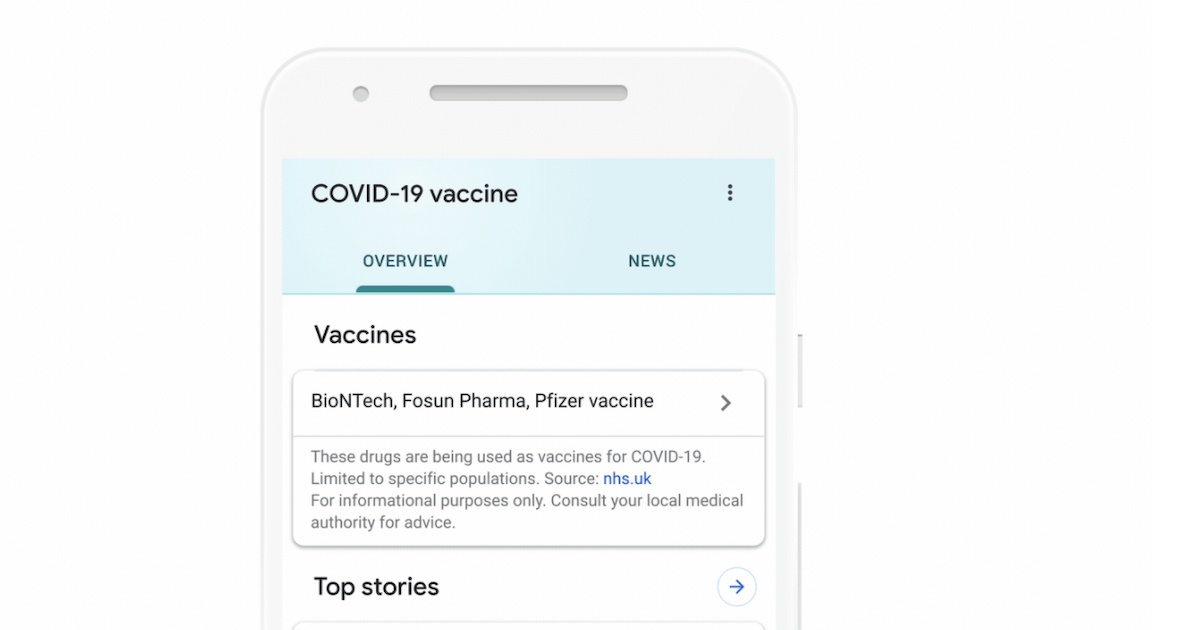 COVID-19 vaccine
OVERVIEW
NEWS
Vaccines
BioNTech, Fosun Pharma, Pfizer vaccine
These drugs are being used as vaccines for COVID-19.
Limited to specific populations. Source: nhs.uk
For informational purposes only. Consult your local medical
authority for advice.
Top stories